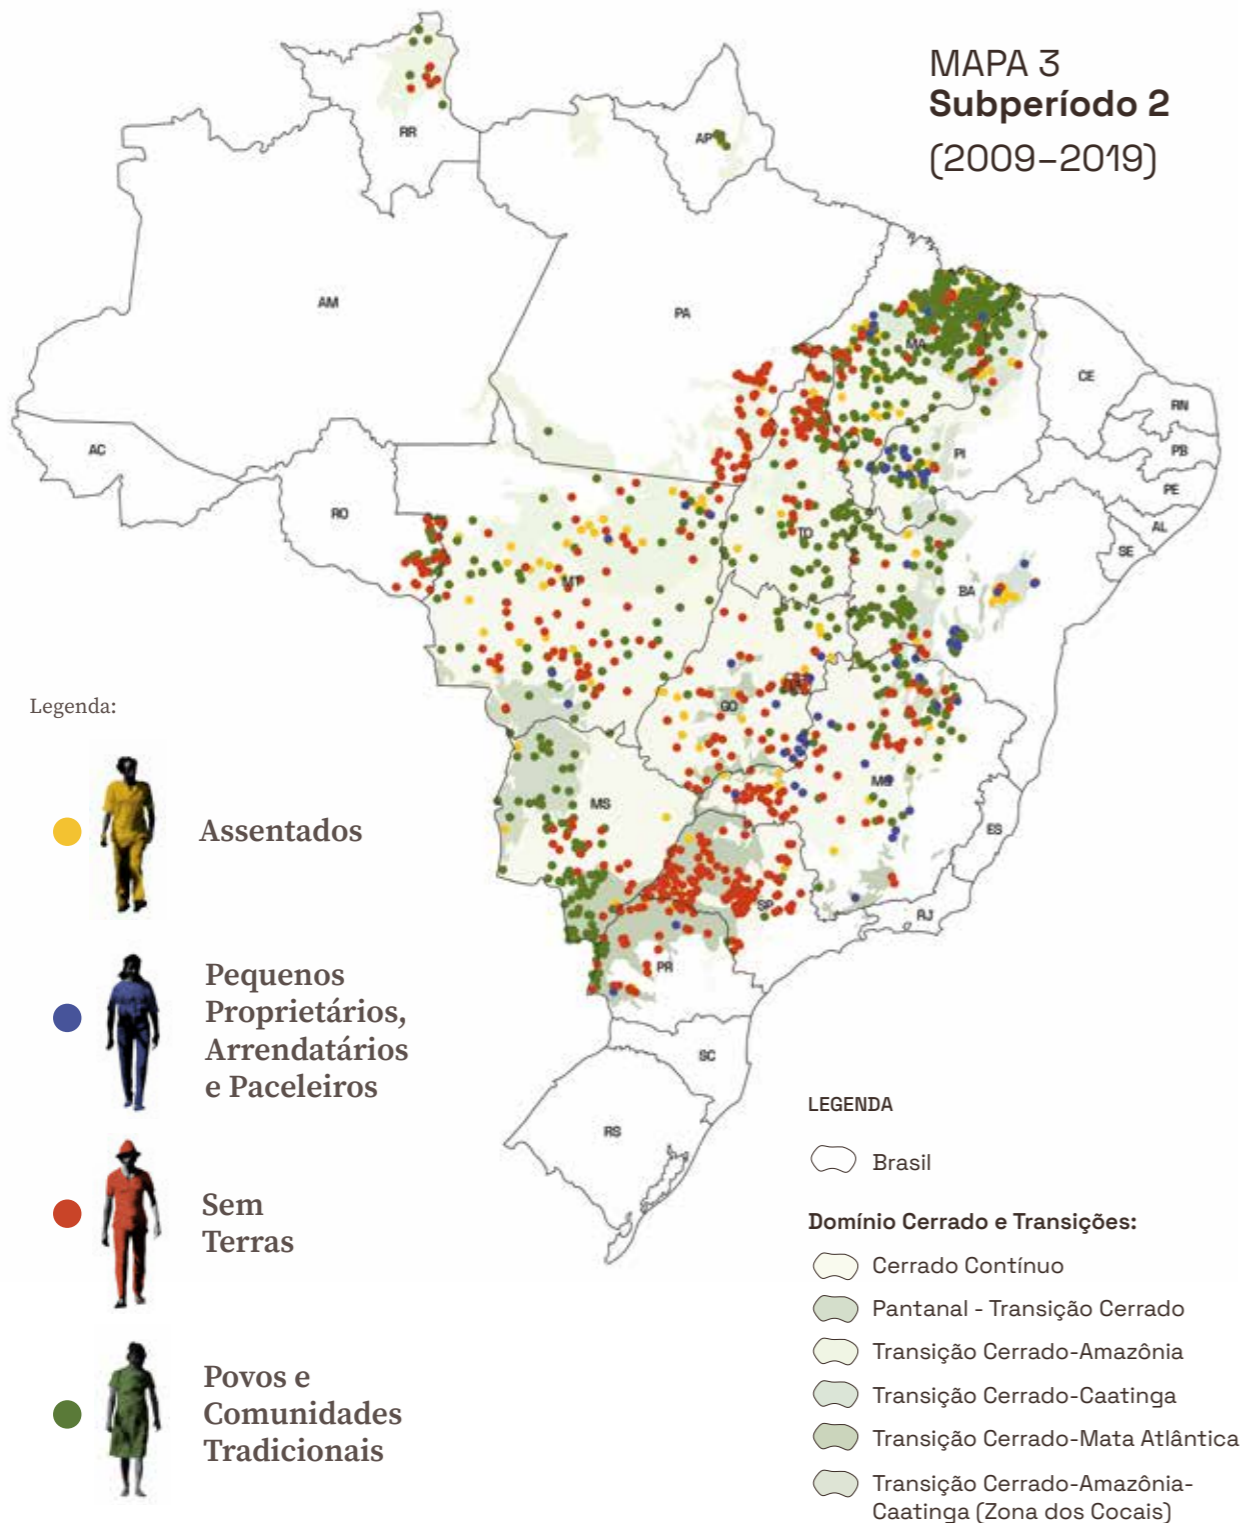 MAPA 3
Subperíodo 2
(2009–2019)
RR
AP
AM
PA
MA
CE
RN
PB
PE
AL
SE
PI
AC
RO
TO
MT
BA
GO
MG
MS
ES
SP
RJ
PR
SC
RS
Legenda:
Assentados
Pequenos
Proprietários,
Arrendatários
e Paceleiros
Sem
Terras
Povos e
Comunidades
Tradicionais
LEGENDA
Brasil
Domínio Cerrado e Transições:
Cerrado Contínuo
Pantanal - Transição Cerrado
Transição Cerrado-Amazônia
Transição Cerrado-Caatinga
Transição Cerrado-Mata Atlântica
Transição Cerrado-Amazônia-
Caatinga (Zona dos Cocais)